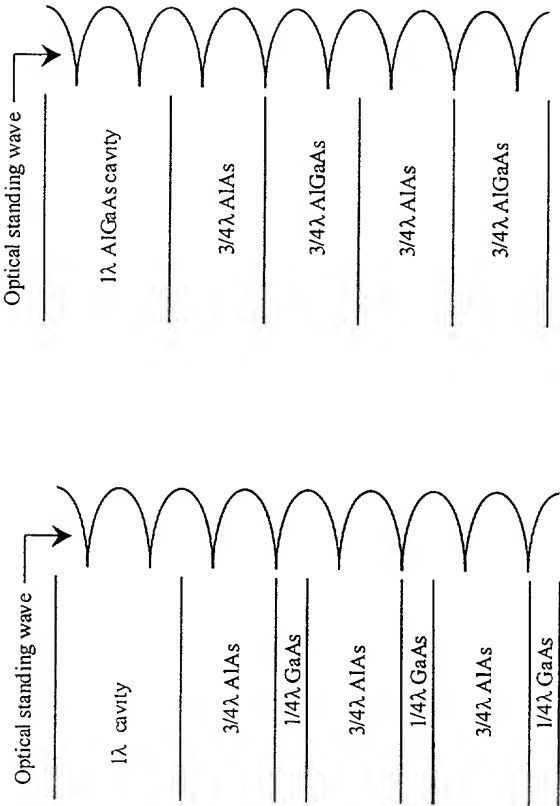 Optical standing wave
1λ cavity
3/4λ AlAs
1/4λ GaAs
3/4λ AlAs
1/4λ GaAs
3/4λ AlAs
1/4λ GaAs
Optical standing wave
1λ AlGaAs cavity
3/4λ AlAs
3/4λ AlGaAs
3/4λ AlAs
3/4λ AlGaAs